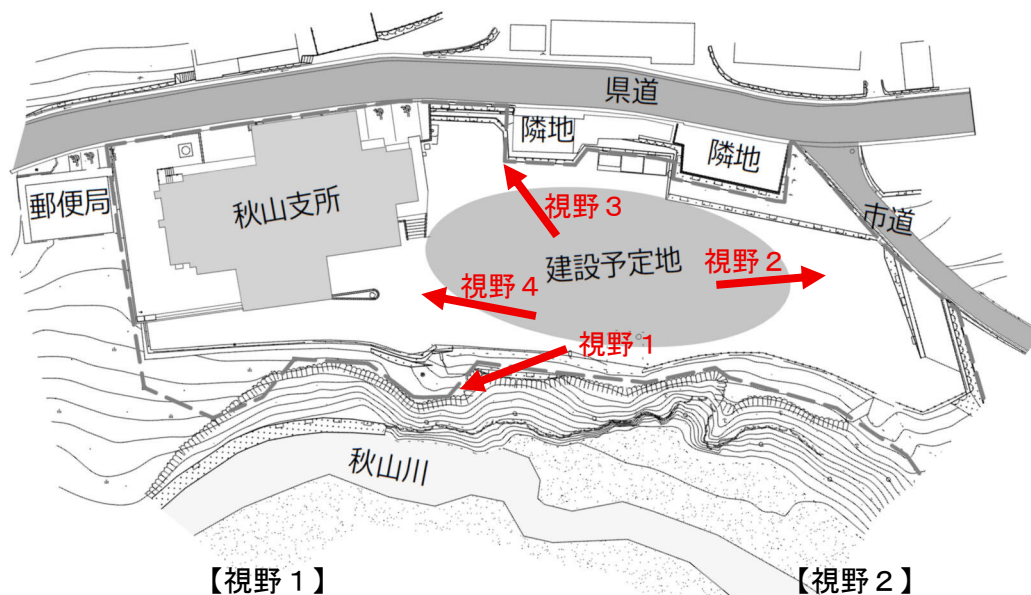 県道
隣地
隣地
郵便局
秋山支所
市道
視野３
建設予定地
視野２
視野４
視野１
秋山川
【視野１】
【視野２】